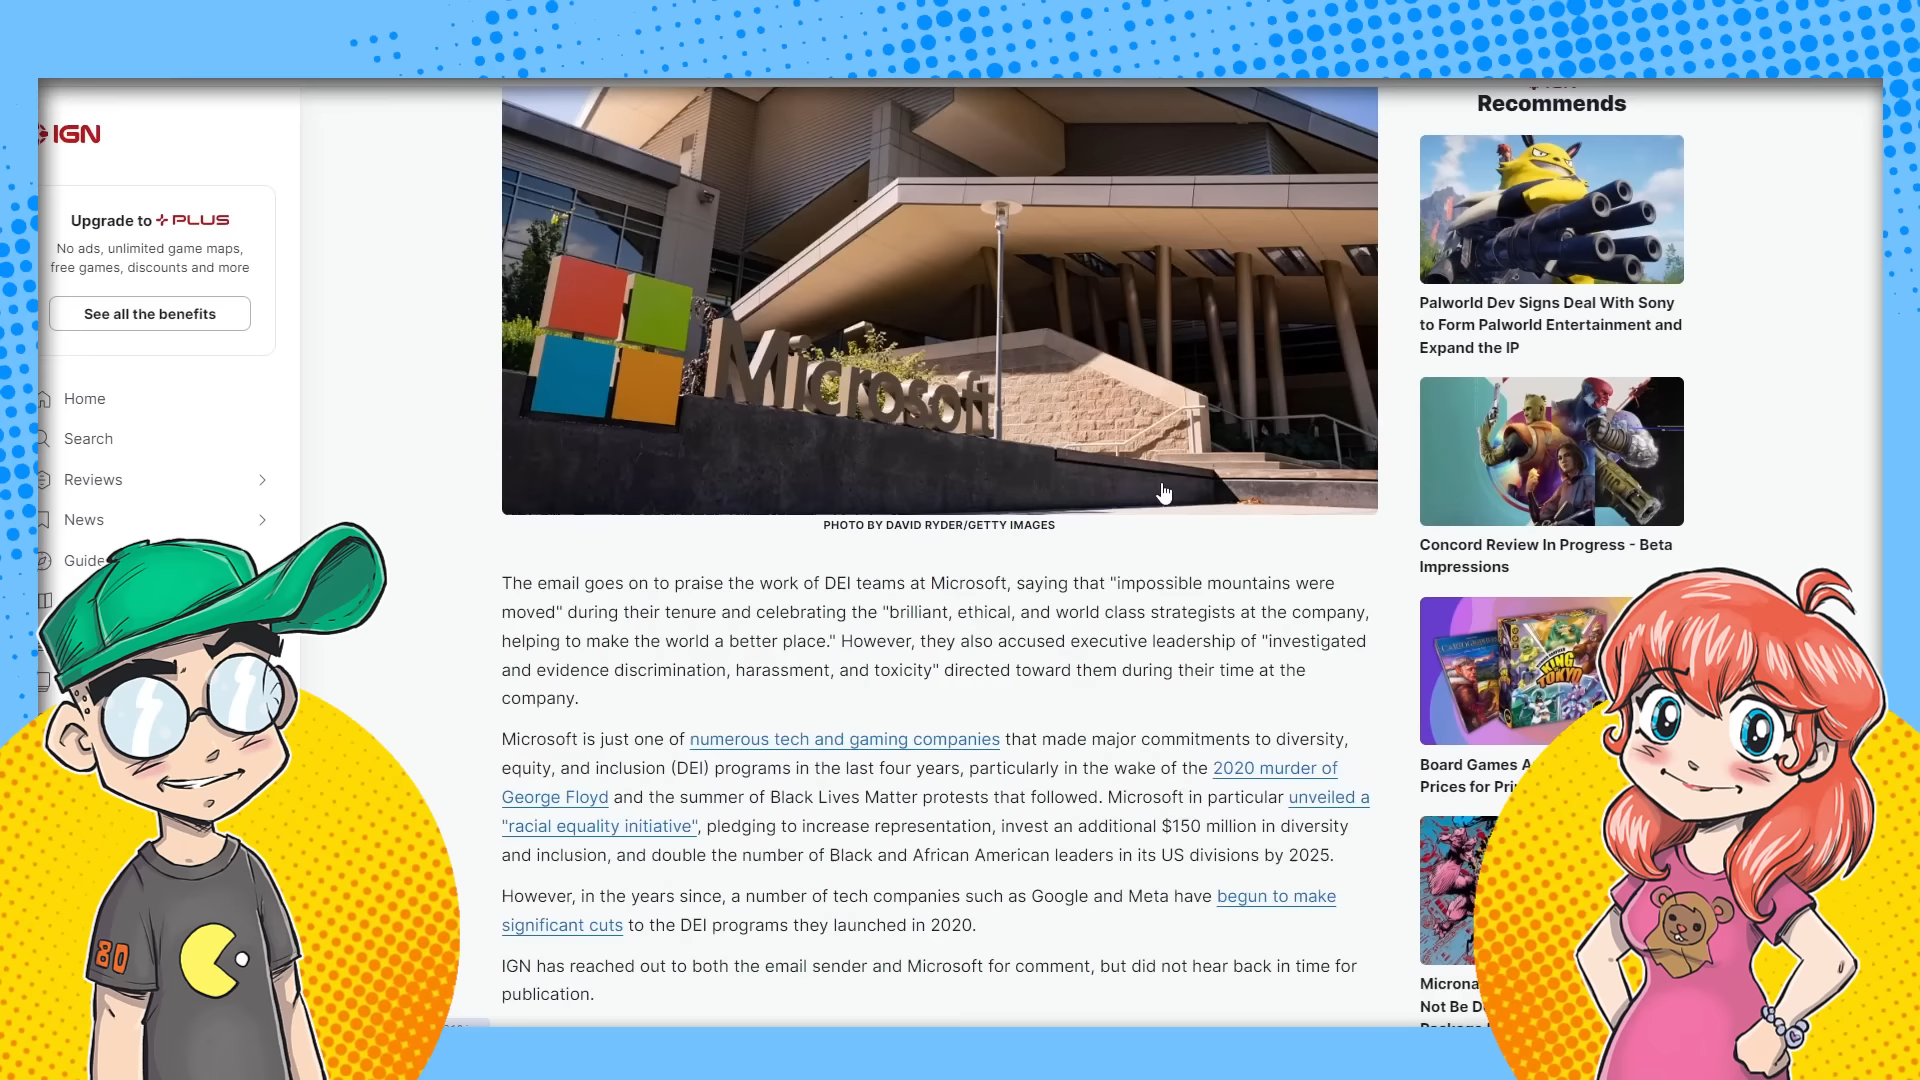 IGN
Upgrade to PLUS
No ads, unlimited game maps,
free games, discounts and more
See all the benefits
Home
Search
Reviews
News
Guide
80
Microsoft
PHOTO BY DAVID RYDER/GETTY IMAGES
The email goes on to praise the work of DEI teams at Microsoft, saying that "impossible mountains were
moved" during their tenure and celebrating the "brilliant, ethical, and world class strategists at the company,
helping to make the world a better place." However, they also accused executive leadership of "investigated
and evidence discrimination, harassment, and toxicity" directed toward them during their time at the
company.
Microsoft is just one of numerous tech and gaming companies that made major commitments to diversity,
equity, and inclusion (DEI) programs in the last four years, particularly in the wake of the 2020 murder of
George Floyd and the summer of Black Lives Matter protests that followed. Microsoft in particular unveiled a
"racial equality initiative", pledging to increase representation, invest an additional $150 million in diversity
and inclusion, and double the number of Black and African American leaders in its US divisions by 2025.
However, in the years since, a number of tech companies such as Google and Meta have begun to make
significant cuts to the DEI programs they launched in 2020.
IGN has reached out to both the email sender and Microsoft for comment, but did not hear back in time for
publication.
Recommends
Palworld Dev Signs Deal With Sony
to Form Palworld Entertainment and
Expand the IP
Concord Review In Progress - Beta
Impressions
KING OF
TOKYO
Board Games A
Prices for Pri
Microna
Not Be D